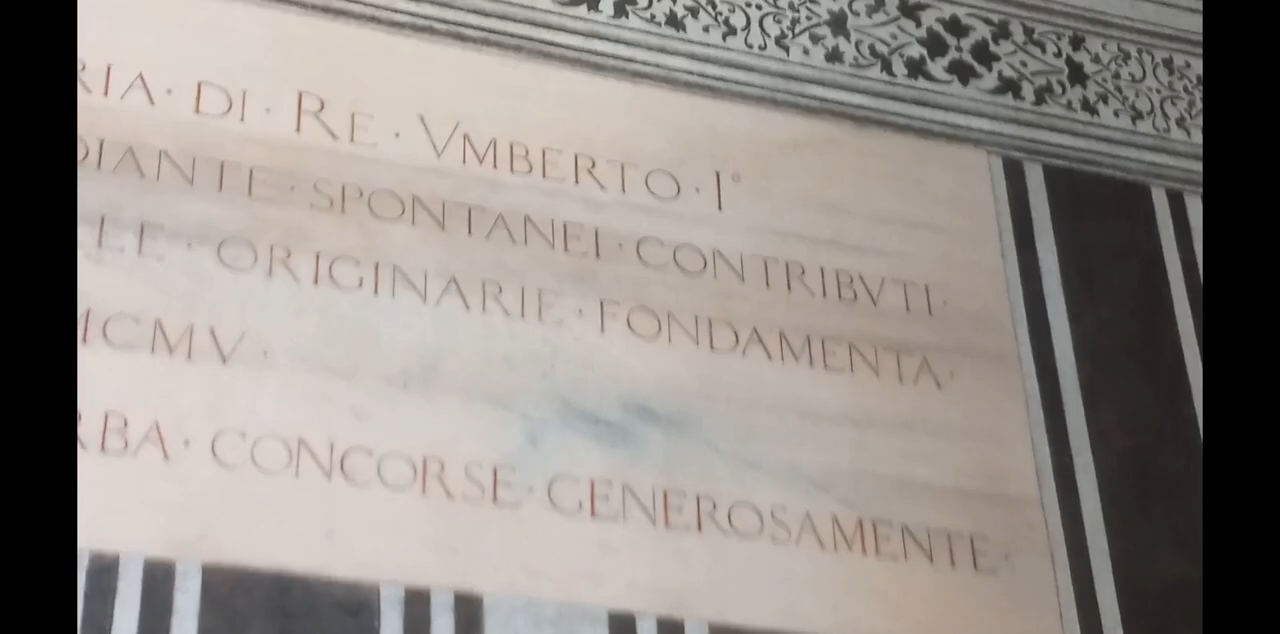 RIA · DI · RE · VMBERTO · I°
DIANTE · SPONTANEI · CONTRIBVTI ·
LE · ORIGINARIE · FONDAMENTA ·
MCMV ·
RBA · CONCORSE · GENEROSAMENTE ·